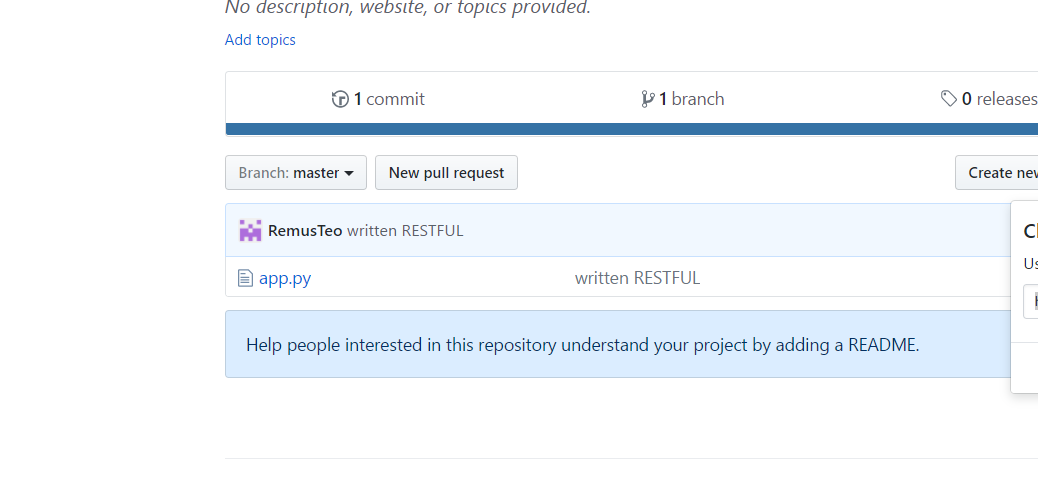 No description, website, or topics provided.
Add topics
1 commit
1 branch
0 releases
Branch: master
New pull request
Create new
RemusTeo written RESTFUL
app.py
written RESTFUL
Help people interested in this repository understand your project by adding a README.